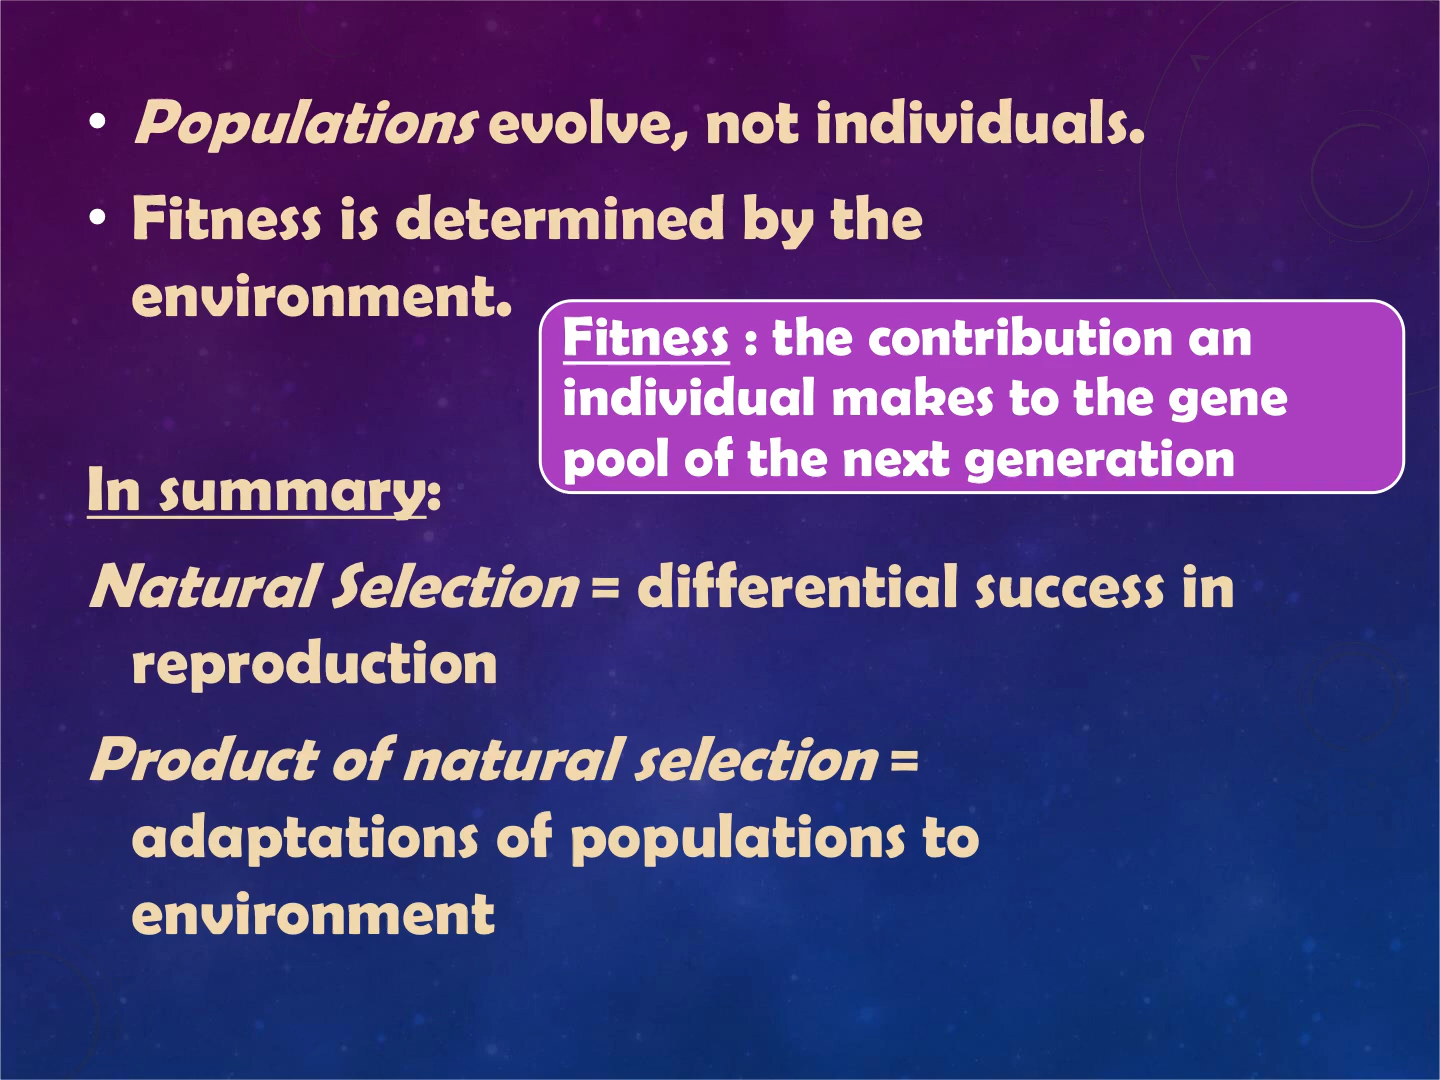 • Populations evolve, not individuals.
• Fitness is determined by the
environment.
Fitness : the contribution an
individual makes to the gene
pool of the next generation
In summary:
Natural Selection = differential success in
reproduction
Product of natural selection =
adaptations of populations to
environment